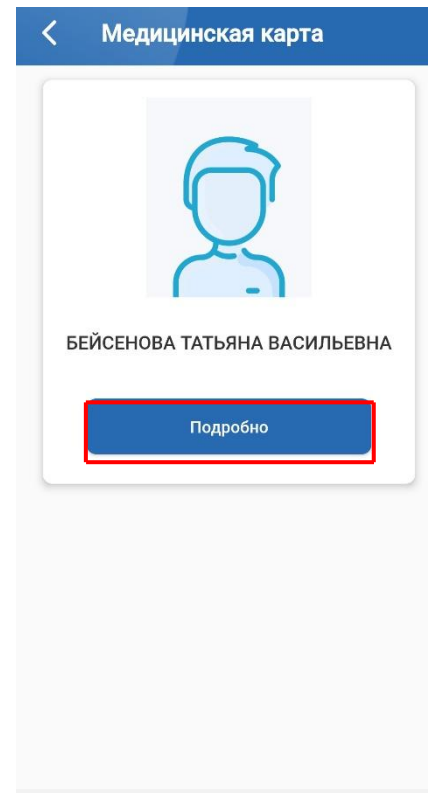 Медицинская карта
БЕЙСЕНОВА ТАТЬЯНА ВАСИЛЬЕВНА
Подробно